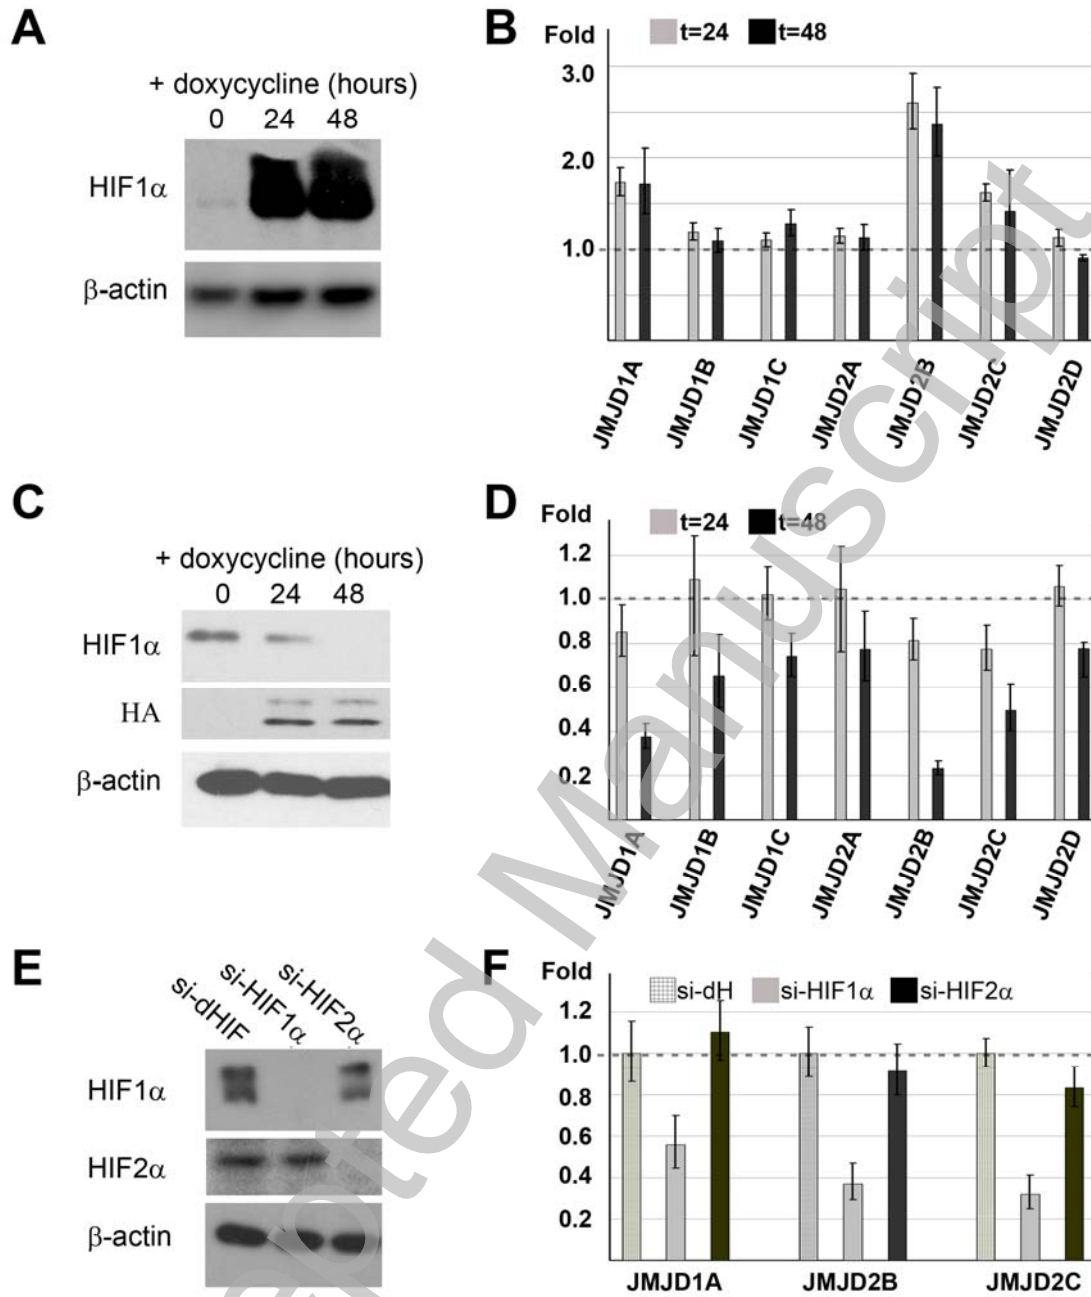 A
+ doxycycline (hours)
0 24 48
HIF1α
β-actin
B
Fold t=24 t=48
3.0
2.0
1.0
JMJD1A JMJD1B JMJD1C JMJD2A JMJD2B JMJD2C JMJD2D
C
+ doxycycline (hours)
0 24 48
HIF1α
HA
β-actin
D
Fold t=24 t=48
1.2
1.0
0.8
0.6
0.4
0.2
JMJD1A JMJD1B JMJD1C JMJD2A JMJD2B JMJD2C JMJD2D
E
si-dHIF si-HIF1α si-HIF2α
HIF1α
HIF2α
β-actin
F
Fold si-dH si-HIF1α si-HIF2α
1.2
1.0
0.8
0.6
0.4
0.2
JMJD1A JMJD2B JMJD2C
pted Manuscript